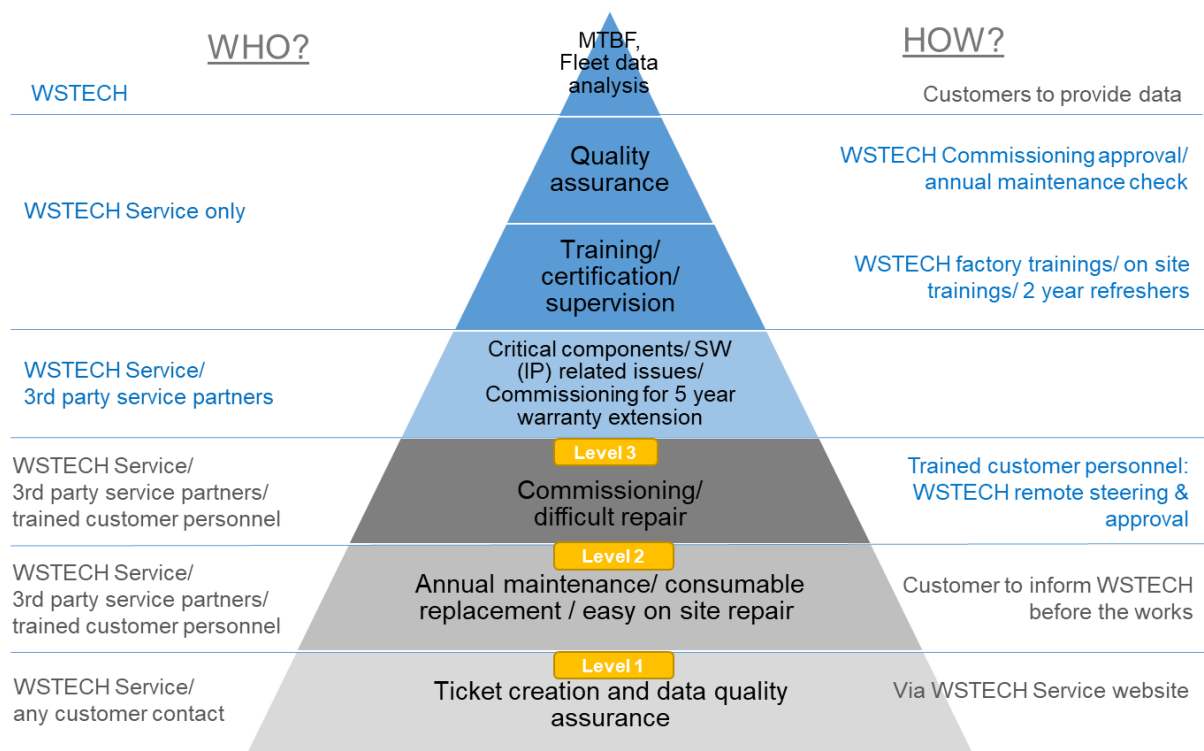 WHO?
MTBF,
Fleet data
analysis
HOW?
WSTECH
Customers to provide data
WSTECH Service only
Quality
assurance
WSTECH Commissioning approval/
annual maintenance check
Training/
certification/
supervision
WSTECH factory trainings/ on site
trainings/ 2 year refreshers
WSTECH Service/
3rd party service partners
Critical components/ SW
(IP) related issues/
Commissioning for 5 year
warranty extension
WSTECH Service/
3rd party service partners/
trained customer personnel
Level 3
Commissioning/
difficult repair
Trained customer personnel:
WSTECH remote steering &
approval
WSTECH Service/
3rd party service partners/
trained customer personnel
Level 2
Annual maintenance/ consumable
replacement / easy on site repair
Customer to inform WSTECH
before the works
WSTECH Service/
any customer contact
Level 1
Ticket creation and data quality
assurance
Via WSTECH Service website